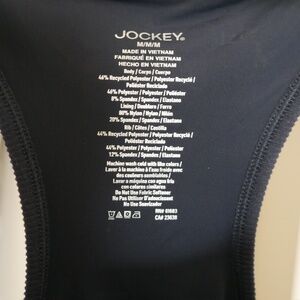 JOCKEY®
M/M/M
MADE IN VIETNAM
FABRIQUÉ EN VIETNAM
HECHO EN VIETNAM
Body / Corps / Cuerpo
46% Recycled Polyester / Polyester Recyclé /
Poliéster Reciclado
46% Polyester / Polyester / Poliéster
8% Spandex / Spandex / Elastano
Lining / Doublure / Forro
80% Nylon / Nylon / Nilón
20% Spandex / Spandex / Elastano
Rib / Côtes / Costilla
44% Recycled Polyester / Polyester Recyclé /
Poliéster Reciclado
44% Polyester / Polyester / Poliéster
12% Spandex / Spandex / Elastano
Machine wash cold with like colors /
Laver à la machine à l'eau froide avec
des couleurs semblables /
Lavar a máquina con agua fría
con colores similares
Do Not Use Fabric Softener
Ne Pas Utiliser D'adoucissant
No Use Suavizador
RN# 61683
CA# 23638